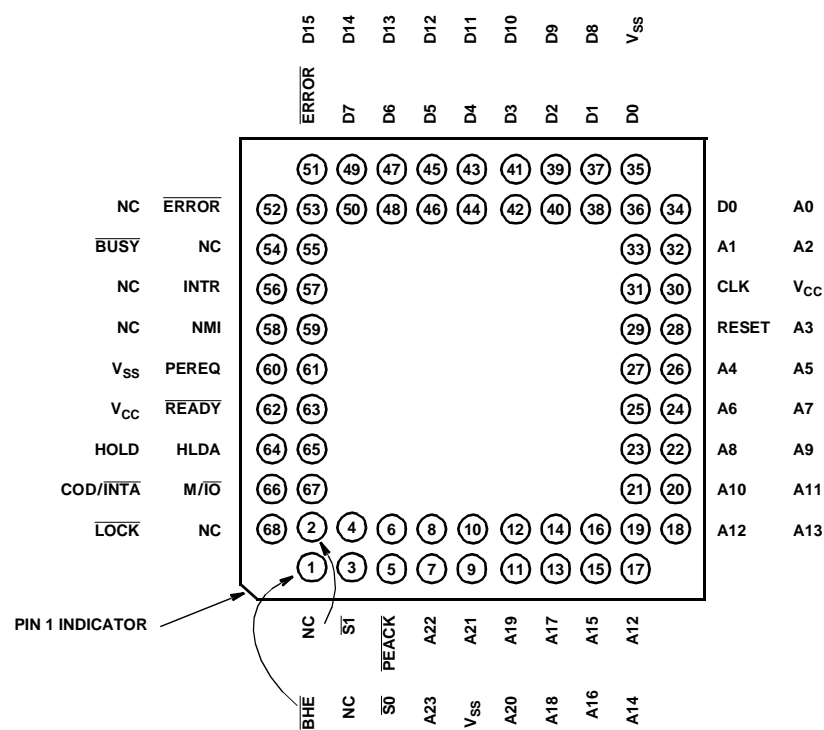 D15 D14 D13 D12 D11 D10 D9 D8 VSS
ERROR D7 D6 D5 D4 D3 D2 D1 D0
51 49 47 45 43 41 39 37 35
NC ERROR 52 53 50 48 46 44 42 40 38 36 34 D0 A0
BUSY NC 54 55 33 32 A1 A2
NC INTR 56 57 31 30 CLK VCC
NC NMI 58 59 29 28 RESET A3
VSS PEREQ 60 61 27 26 A4 A5
VCC READY 62 63 25 24 A6 A7
HOLD HLDA 64 65 23 22 A8 A9
COD/INTA M/IO 66 67 21 20 A10 A11
LOCK NC 68 2 4 6 8 10 12 14 16 19 18 A12 A13
1 3 5 7 9 11 13 15 17
PIN 1 INDICATOR
NC S1 PEACK A22 A21 A19 A17 A15 A12
BHE NC S0 A23 VSS A20 A18 A16 A14